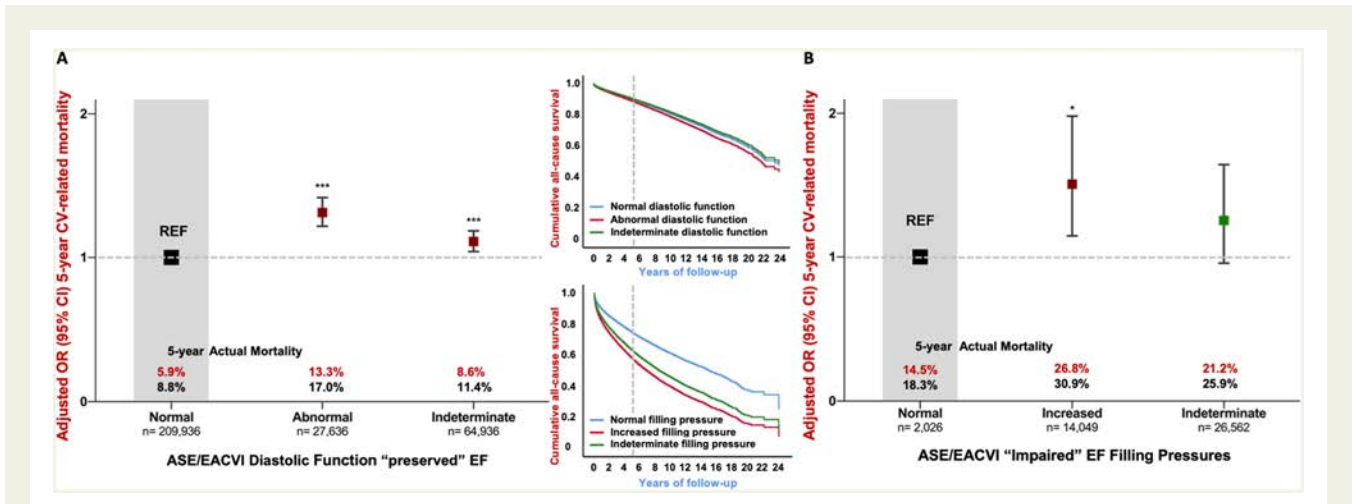 A
Adjusted OR (95% CI) 5-year CV-related mortality
2
1
0
***
***
REF
5-year Actual Mortality
5.9% 13.3% 8.6%
8.8% 17.0% 11.4%
Normal Abnormal Indeterminate
n= 209,936 n= 27,636 n= 64,936
ASE/EACVI Diastolic Function “preserved” EF
Cumulative all-cause survival
1.0
0.8
0.6
0.4
0.2
0
Normal diastolic function
Abnormal diastolic function
Indeterminate diastolic function
0 2 4 6 8 10 12 14 16 18 20 22 24
Years of follow-up
Cumulative all-cause survival
1.0
0.8
0.6
0.4
0.2
0
Normal filling pressure
Increased filling pressure
Indeterminate filling pressure
0 2 4 6 8 10 12 14 16 18 20 22 24
Years of follow-up
B
Adjusted OR (95% CI) 5-year CV-related mortality
2
1
0
*
REF
5-year Actual Mortality
14.5% 26.8% 21.2%
18.3% 30.9% 25.9%
Normal Increased Indeterminate
n= 2,026 n= 14,049 n= 26,562
ASE/EACVI “Impaired” EF Filling Pressures